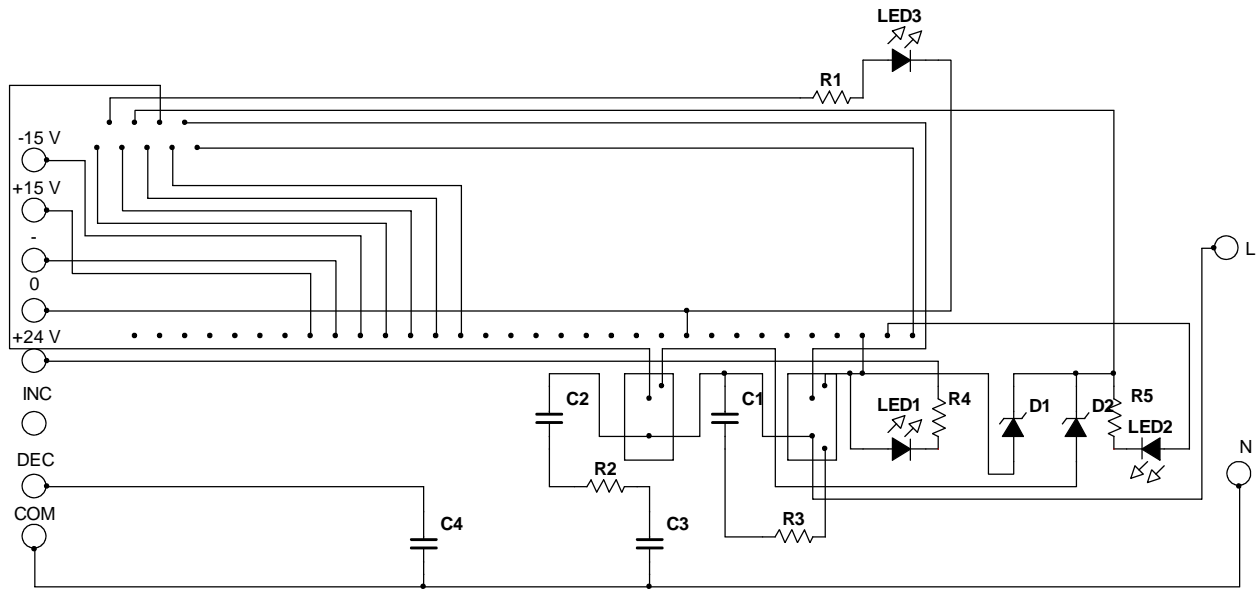 LED3
R1
-15 V
+15 V
-
L
0
+24 V
INC
C2
C1
LED1
R4
D1
D2
R5
LED2
N
DEC
R2
COM
C4
C3
R3